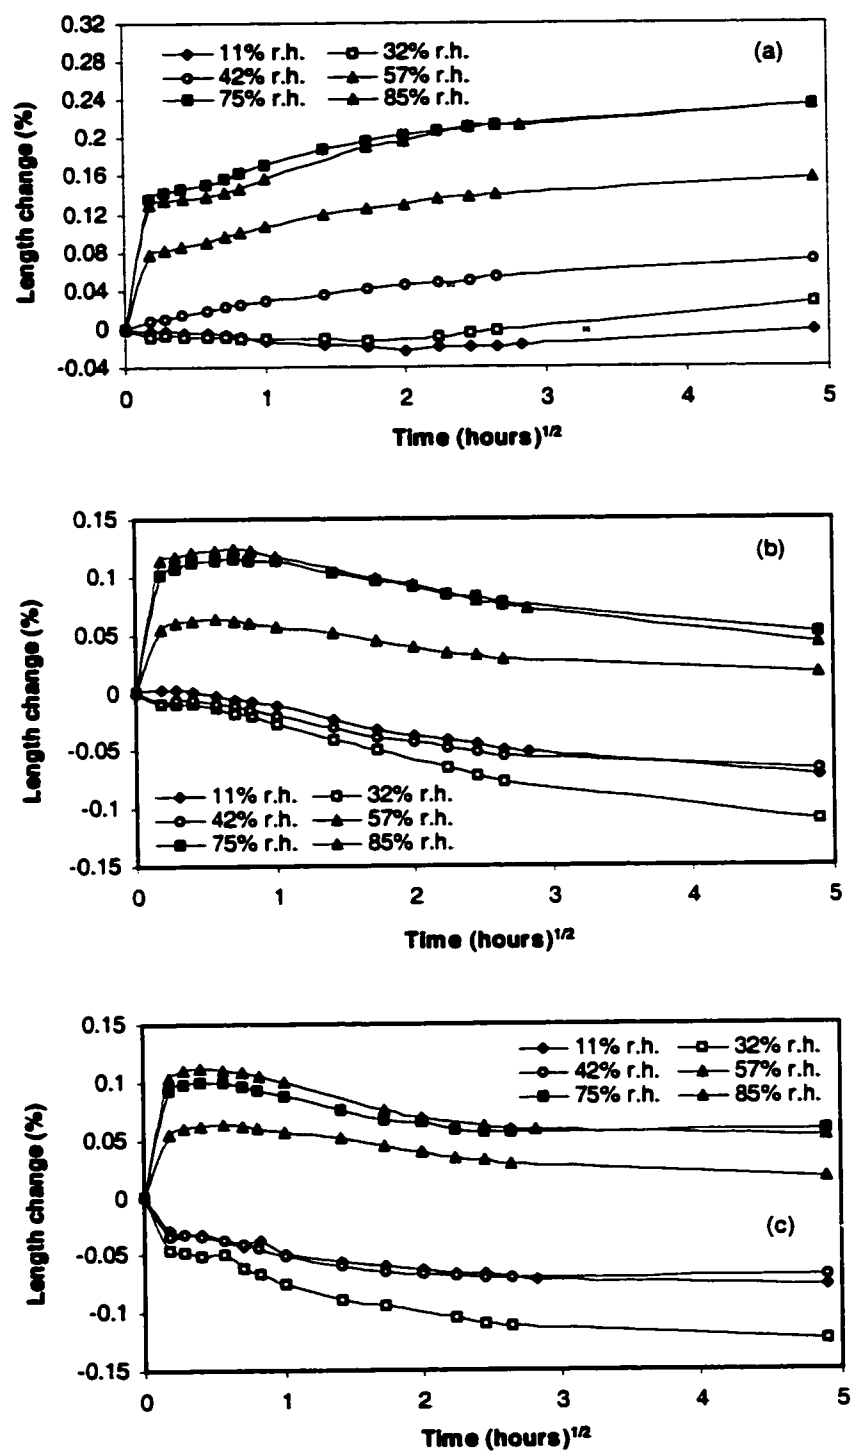 0.32
0.28
0.24
0.2
0.16
0.12
0.08
0.04
0
-0.04
Length change (%)
11% r.h. 32% r.h.
42% r.h. 57% r.h.
75% r.h. 85% r.h.
(a)
0 1 2 3 4 5
Time (hours)1/2
0.15
0.1
0.05
0
-0.05
-0.1
-0.15
Length change (%)
(b)
11% r.h. 32% r.h.
42% r.h. 57% r.h.
75% r.h. 85% r.h.
0 1 2 3 4 5
Time (hours)1/2
0.15
0.1
0.05
0
-0.05
-0.1
-0.15
Length change (%)
11% r.h. 32% r.h.
42% r.h. 57% r.h.
75% r.h. 85% r.h.
(c)
0 1 2 3 4 5
Time (hours)1/2